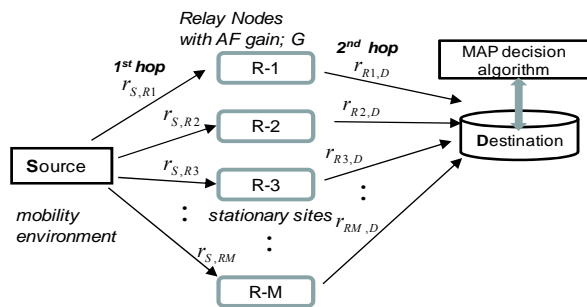 Relay Nodes
with AF gain; G
1st hop
2nd hop
MAP decision
algorithm
r_{S,R1}
R-1
r_{R1,D}
r_{S,R2}
R-2
r_{R2,D}
Source
Destination
r_{S,R3}
R-3
r_{R3,D}
mobility
environment
stationary sites
r_{S,RM}
r_{RM,D}
R-M